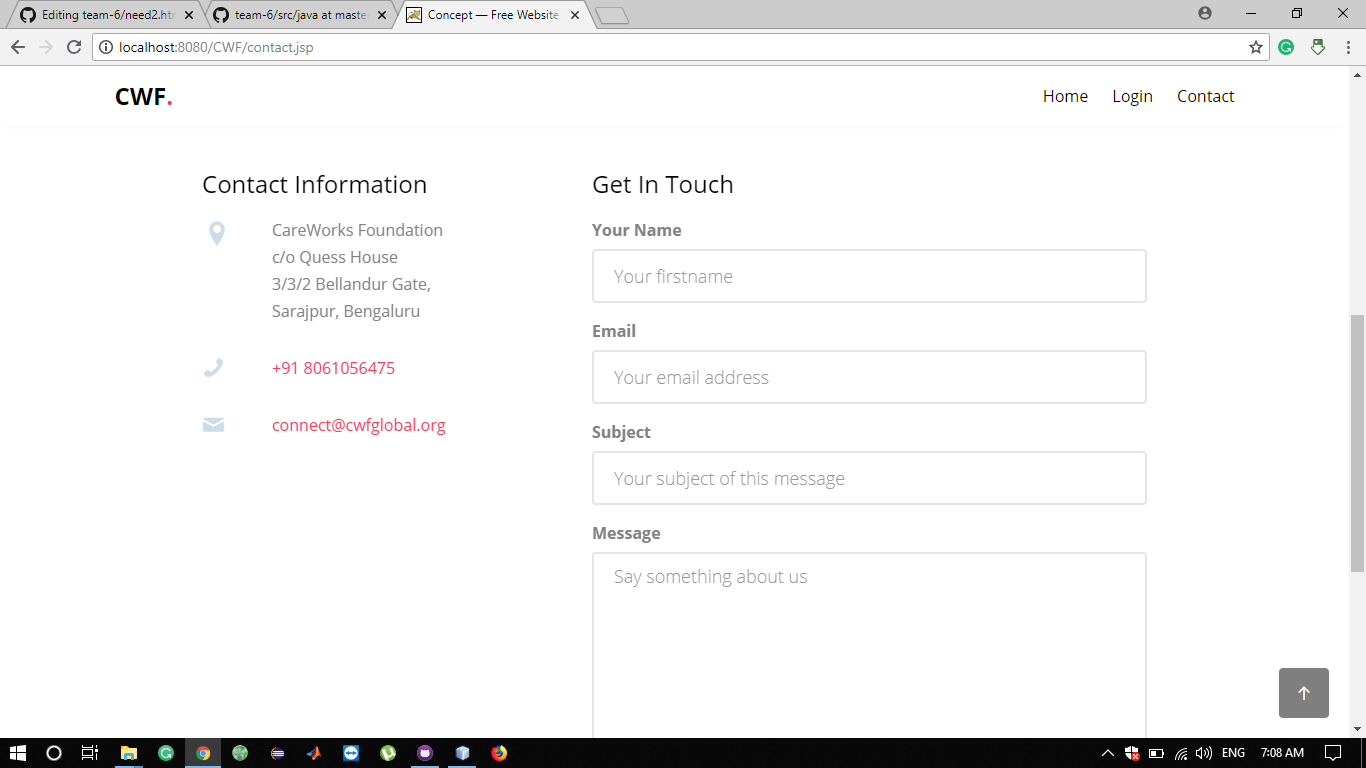 Editing team-6/need2.htm
team-6/src/java at master
Concept — Free Website
localhost:8080/CWF/contact.jsp
CWF.
Home
Login
Contact
Contact Information
CareWorks Foundation
c/o Quess House
3/3/2 Bellandur Gate,
Sarajpur, Bengaluru
+91 8061056475
connect@cwfglobal.org
Get In Touch
Your Name
Your firstname
Email
Your email address
Subject
Your subject of this message
Message
Say something about us
ENG
7:08 AM